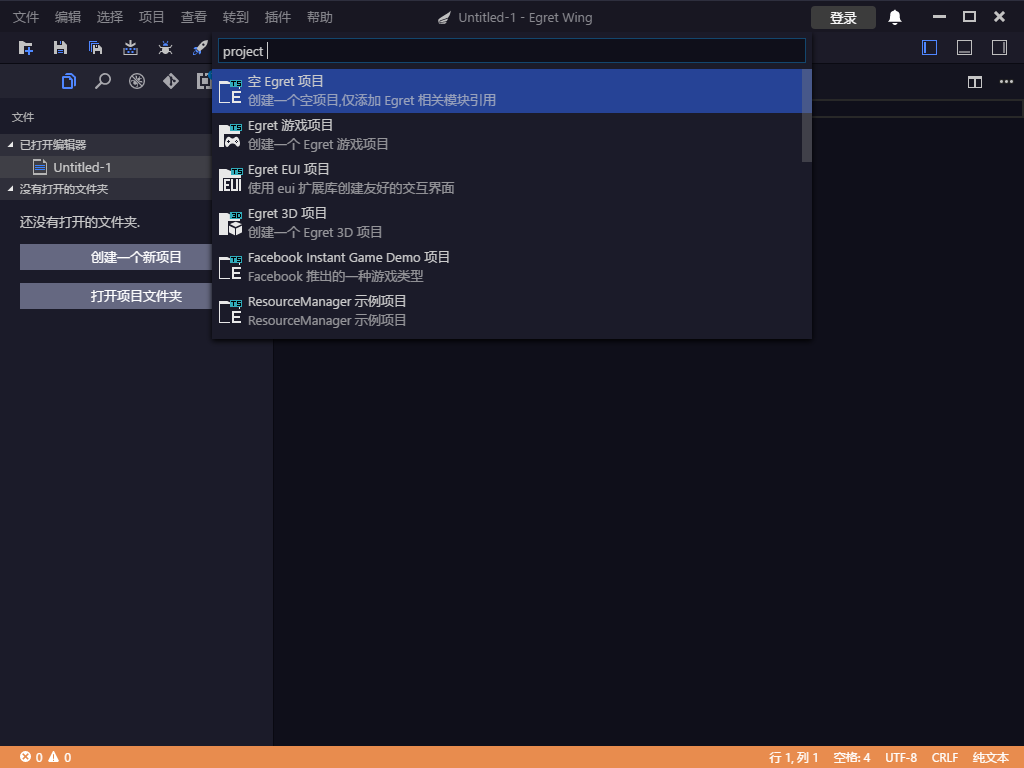 文件 编辑 选择 项目 查看 转到 插件 帮助 Untitled-1 - Egret Wing 登录
project
空 Egret 项目
创建一个空项目,仅添加 Egret 相关模块引用
Egret 游戏项目
创建一个 Egret 游戏项目
Egret EUI 项目
使用 eui 扩展库创建友好的交互界面
Egret 3D 项目
创建一个 Egret 3D 项目
Facebook Instant Game Demo 项目
Facebook 推出的一种游戏类型
ResourceManager 示例项目
ResourceManager 示例项目
文件
已打开编辑器
Untitled-1
没有打开的文件夹
还没有打开的文件夹.
创建一个新项目
打开项目文件夹
0 0 行 1, 列 1 空格: 4 UTF-8 CRLF 纯文本